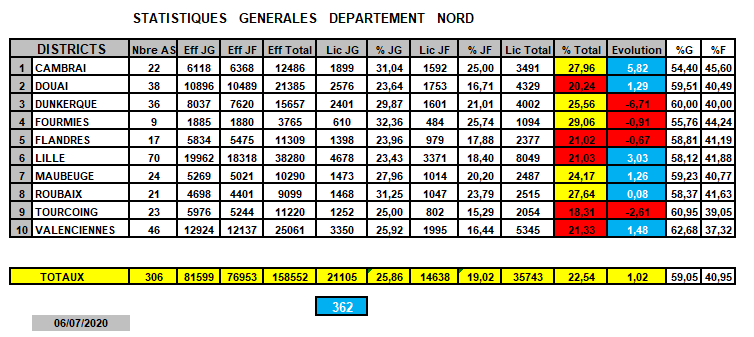 STATISTIQUES GENERALES DEPARTEMENT NORD
DISTRICTS Nbre AS Eff JG Eff JF Eff Total Lic JG % JG Lic JF % JF Lic Total % Total Evolution %G %F
1 CAMBRAI 22 6118 6368 12486 1899 31,04 1592 25,00 3491 27,96 5,82 54,40 45,60
2 DOUAI 38 10896 10489 21385 2576 23,64 1753 16,71 4329 20,24 1,29 59,51 40,49
3 DUNKERQUE 36 8037 7620 15657 2401 29,87 1601 21,01 4002 25,56 -6,71 60,00 40,00
4 FOURMIES 9 1885 1880 3765 610 32,36 484 25,74 1094 29,06 -0,91 55,76 44,24
5 FLANDRES 17 5834 5475 11309 1398 23,96 979 17,88 2377 21,02 -0,67 58,81 41,19
6 LILLE 70 19962 18318 38280 4678 23,43 3371 18,40 8049 21,03 3,03 58,12 41,88
7 MAUBEUGE 24 5269 5021 10290 1473 27,96 1014 20,20 2487 24,17 1,26 59,23 40,77
8 ROUBAIX 21 4698 4401 9099 1468 31,25 1047 23,79 2515 27,64 0,08 58,37 41,63
9 TOURCOING 23 5976 5244 11220 1252 25,00 802 15,29 2054 18,31 -2,61 60,95 39,05
10 VALENCIENNES 46 12924 12137 25061 3350 25,92 1995 16,44 5345 21,33 1,48 62,68 37,32
TOTAUX 306 81599 76953 158552 21105 25,86 14638 19,02 35743 22,54 1,02 59,05 40,95
362
06/07/2020